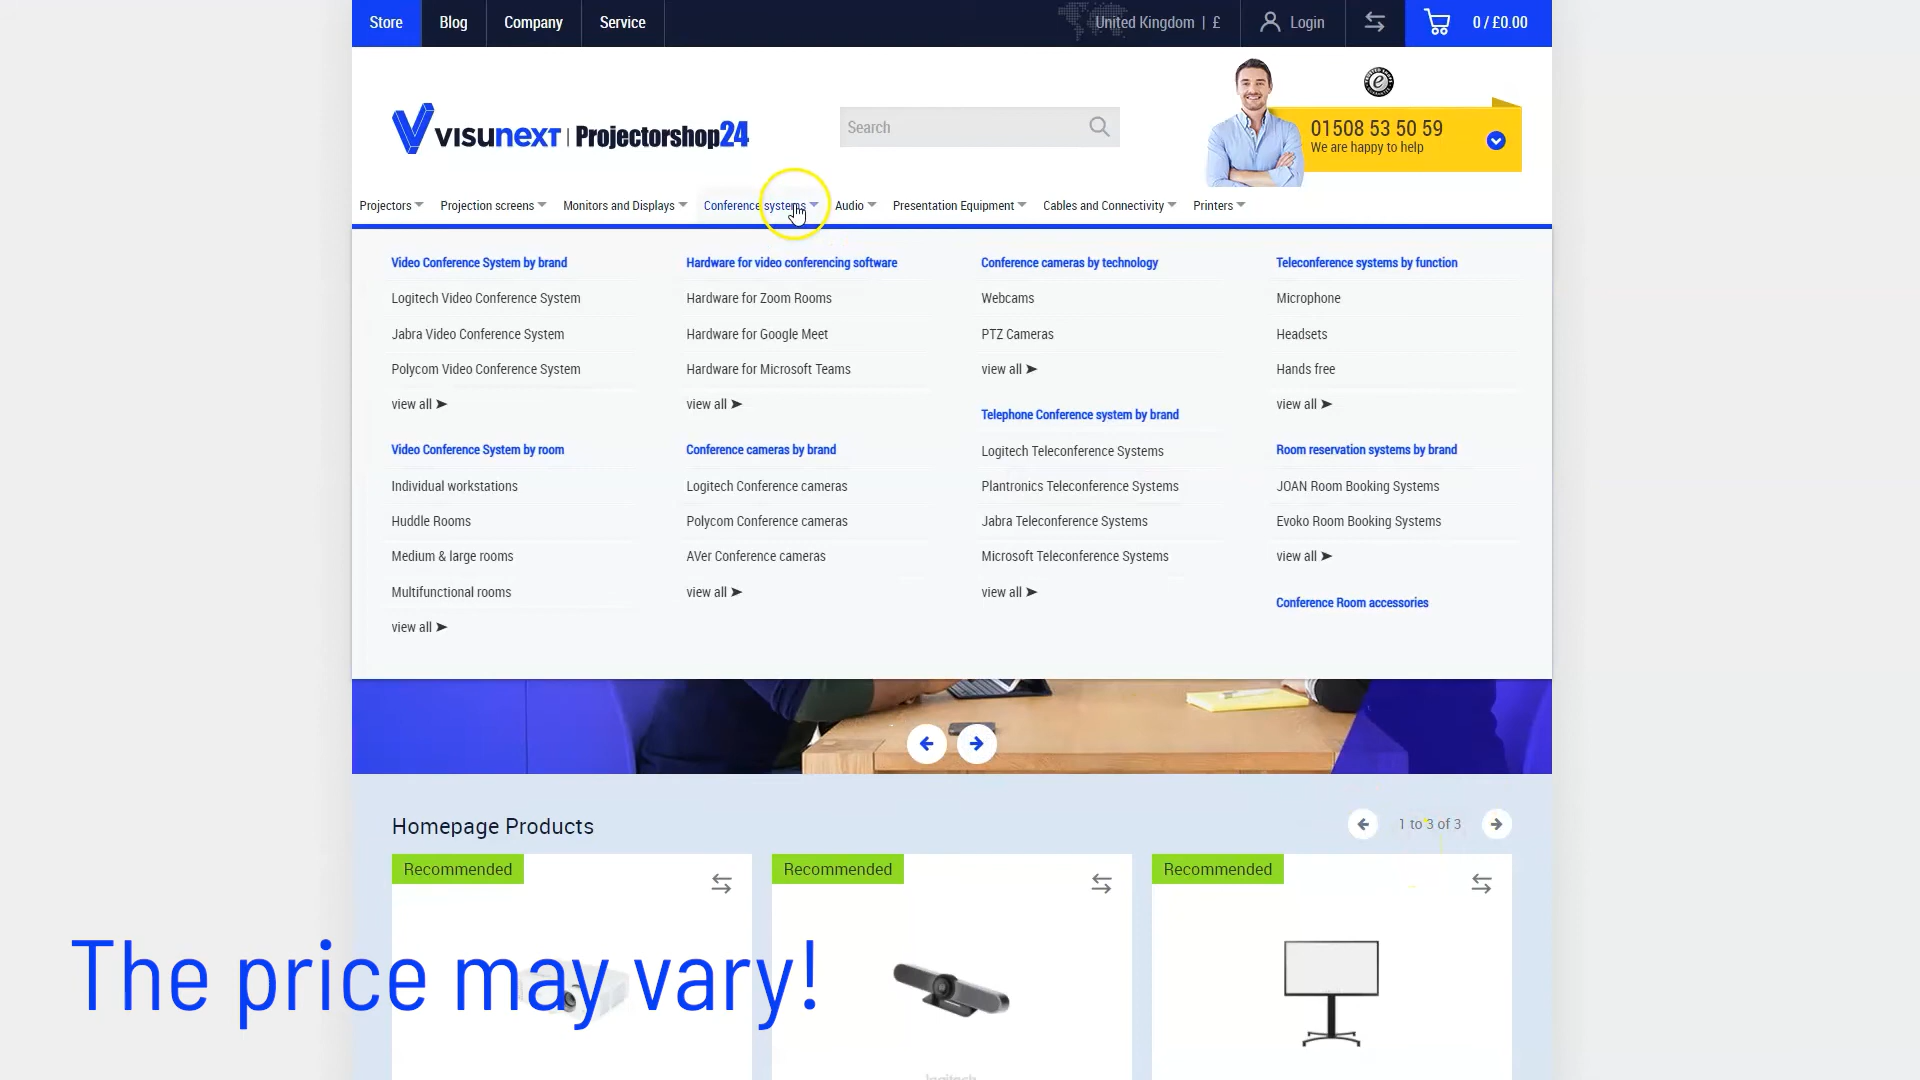 Store
Blog
Company
Service
United Kingdom | £
Login
0 / £0.00
VISUNEXT | Projectorshop24
Search
01508 53 50 59
We are happy to help
Projectors
Projection screens
Monitors and Displays
Conference systems
Audio
Presentation Equipment
Cables and Connectivity
Printers
Video Conference System by brand
Logitech Video Conference System
Jabra Video Conference System
Polycom Video Conference System
view all ➤
Video Conference System by room
Individual workstations
Huddle Rooms
Medium & large rooms
Multifunctional rooms
view all ➤
Hardware for video conferencing software
Hardware for Zoom Rooms
Hardware for Google Meet
Hardware for Microsoft Teams
view all ➤
Conference cameras by brand
Logitech Conference cameras
Polycom Conference cameras
AVer Conference cameras
view all ➤
Conference cameras by technology
Webcams
PTZ Cameras
view all ➤
Telephone Conference system by brand
Logitech Teleconference Systems
Plantronics Teleconference Systems
Jabra Teleconference Systems
Microsoft Teleconference Systems
view all ➤
Teleconference systems by function
Microphone
Headsets
Hands free
view all ➤
Room reservation systems by brand
JOAN Room Booking Systems
Evoko Room Booking Systems
view all ➤
Conference Room accessories
Homepage Products
1 to 3 of 3
Recommended
Recommended
Recommended
The price may vary!